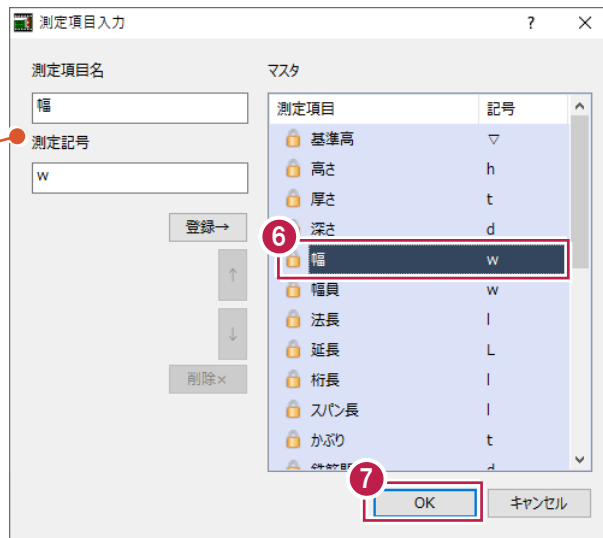 測定項目入力 ? ×
測定項目名
幅
測定記号
w
登録→
↑
↓
削除×
マスタ
測定項目 記号
基準高 ▽
高さ h
厚さ t
深さ d
6
幅 w
幅員 w
法長 l
延長 L
桁長 l
スパン長 l
かぶり t
d
7
OK キャンセル